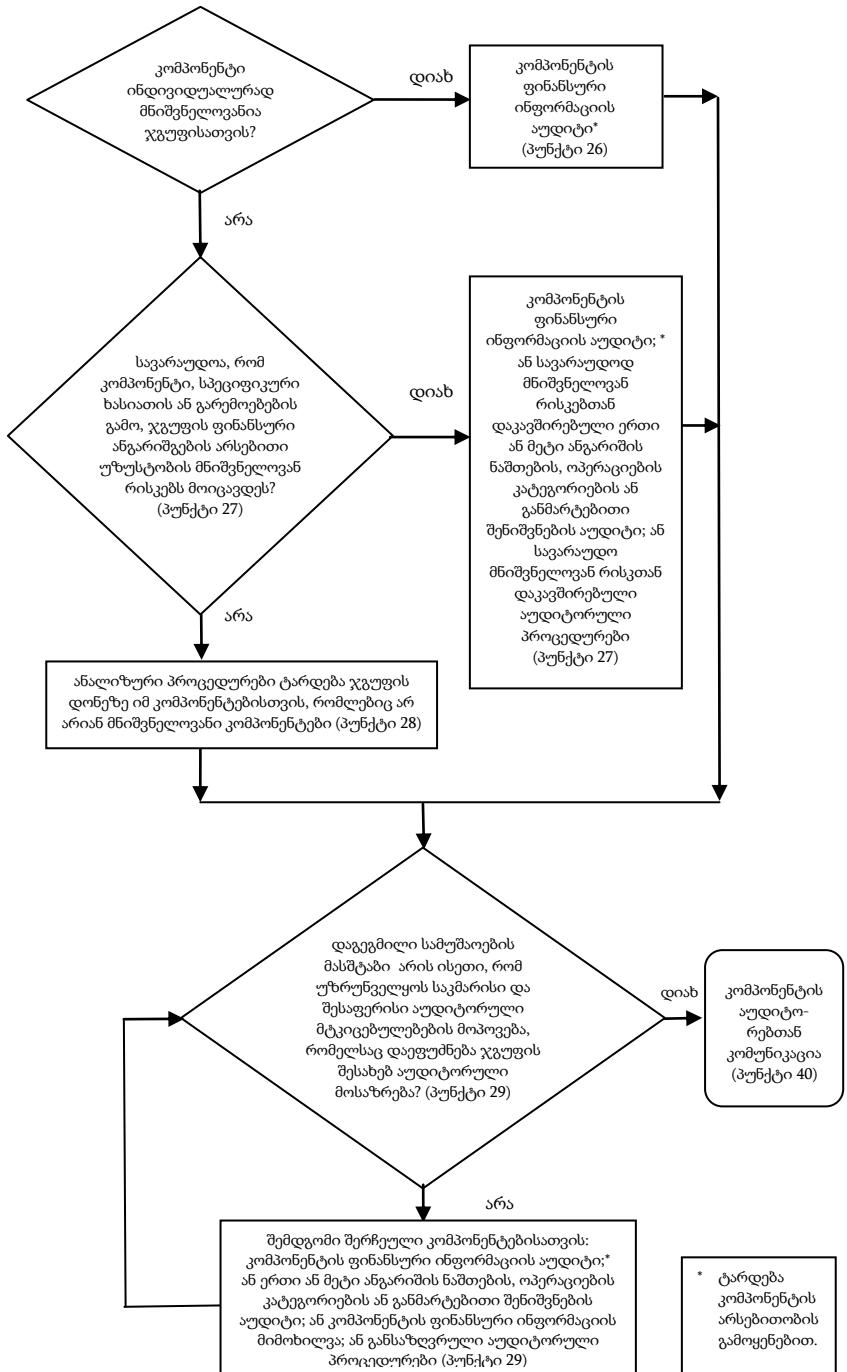 კომპონენტი
ინდივიდუალურად
მნიშვნელოვანია
ჯგუფისათვის?
დიახ
კომპონენტის
ფინანსური
ინფორმაციის
აუდიტი*
(პუნქტი 26)
არა
სავარაუდოა, რომ
კომპონენტი, სპეციფიკური
ხასიათის ან გარემოებების
გამო, ჯგუფის ფინანსური
ანგარიშგების არსებითი
უზუსტობის მნიშვნელოვან
რისკებს მოიცავდეს?
(პუნქტი 27)
დიახ
კომპონენტის
ფინანსური
ინფორმაციის აუდიტი; *
ან სავარაუდოდ
მნიშვნელოვან
რისკებთან
დაკავშირებული ერთი
ან მეტი ანგარიშის
ნაშთების, ოპერაციების
კატეგორიების ან
განმარტებითი
შენიშვნების აუდიტი; ან
სავარაუდო
მნიშვნელოვან რისკთან
დაკავშირებული
აუდიტორული
პროცედურები
(პუნქტი 27)
არა
ანალიზური პროცედურები ტარდება ჯგუფის
დონეზე იმ კომპონენტებისთვის, რომლებიც არ
არიან მნიშვნელოვანი კომპონენტები (პუნქტი 28)
დაგეგმილი სამუშაოების
მასშტაბი არის ისეთი, რომ
უზრუნველყოს საკმარისი და
შესაფერისი აუდიტორული
მტკიცებულებების მოპოვება,
რომელსაც დაეფუძნება ჯგუფის
შესახებ აუდიტორული
მოსაზრება? (პუნქტი 29)
დიახ
კომპონენტის
აუდიტო-
რებთან
კომუნიკაცია
(პუნქტი 40)
არა
შემდგომი შერჩეული კომპონენტებისათვის:
კომპონენტის ფინანსური ინფორმაციის აუდიტი;*
ან ერთი ან მეტი ანგარიშის ნაშთების, ოპერაციების
კატეგორიების ან განმარტებითი შენიშვნების
აუდიტი; ან კომპონენტის ფინანსური ინფორმაციის
მიმოხილვა; ან განსაზღვრული აუდიტორული
პროცედურები (პუნქტი 29)
* ტარდება
კომპონენტის
არსებითობის
გამოყენებით.